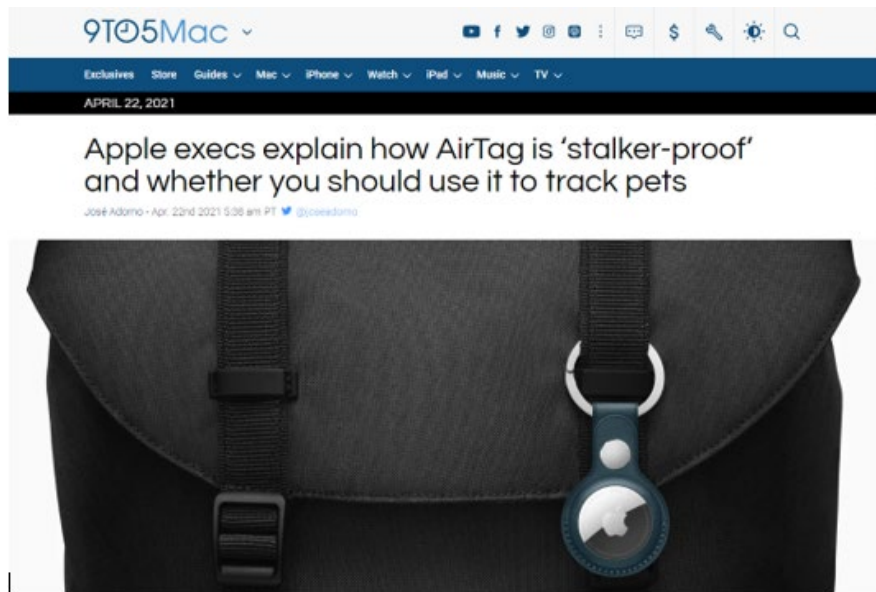 9TO5Mac
Exclusives Store Guides Mac iPhone Watch iPad Music TV
APRIL 22, 2021
Apple execs explain how AirTag is ‘stalker-proof’
and whether you should use it to track pets
José Adorno - Apr. 22nd 2021 5:38 am PT @joseadorno